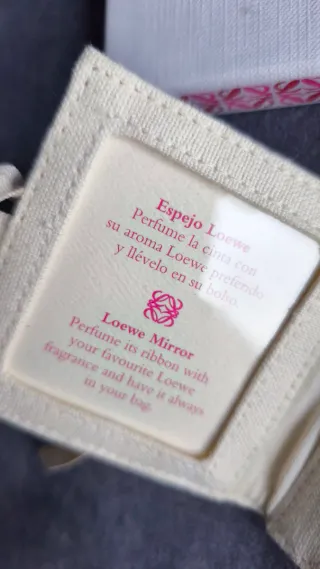 Espejo Loewe
Perfume la cinta con
su aroma Loewe preferido
y llévelo en su bolso.
Loewe Mirror
Perfume its ribbon with
your favourite Loewe
fragrance and have it always
in your bag.